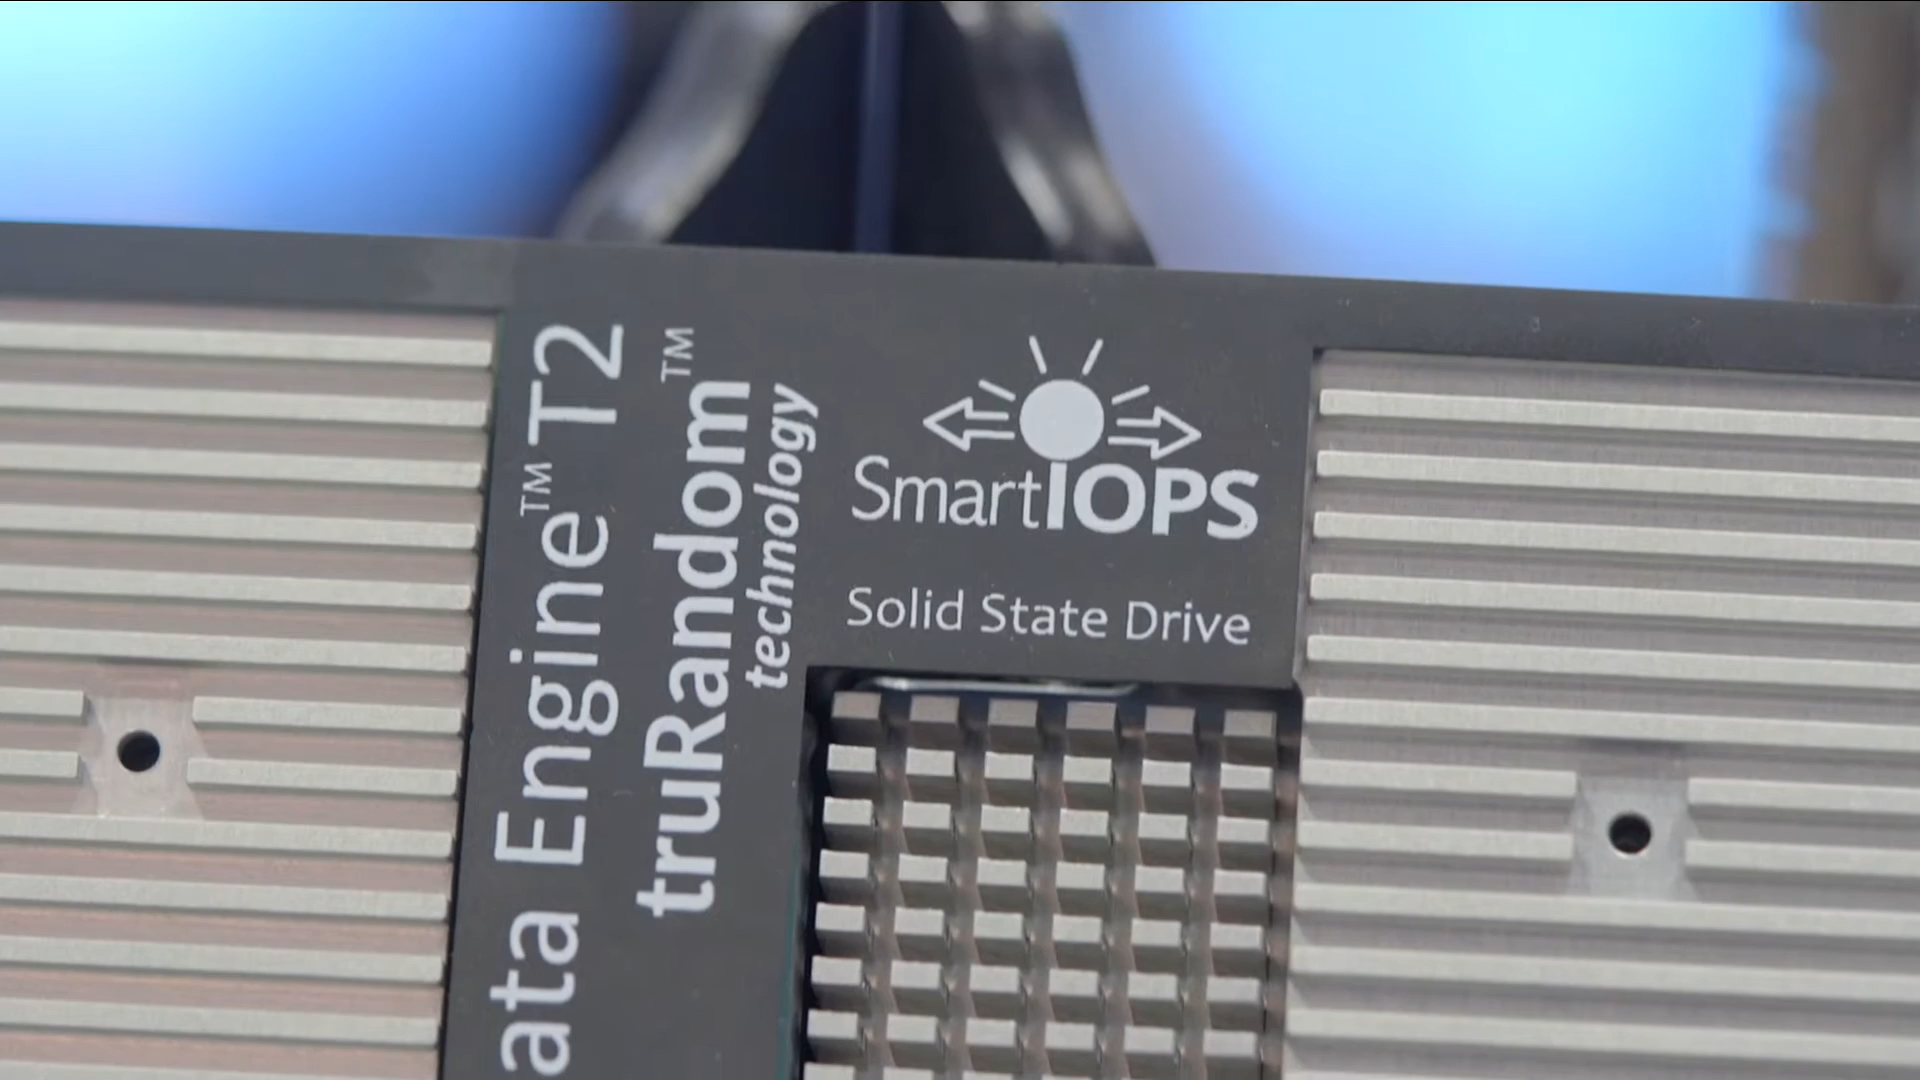 ata Engine™ T2
truRandom™
technology
SmartIOPS
Solid State Drive